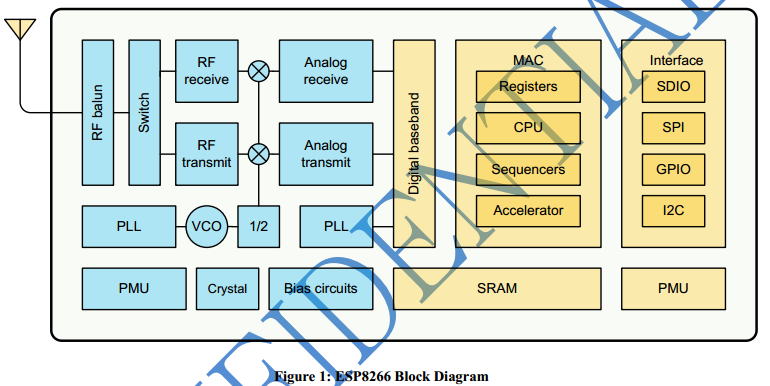 RF balun
Switch
RF
receive
Analog
receive
RF
transmit
Analog
transmit
Digital baseband
MAC
Registers
CPU
Sequencers
Accelerator
Interface
SDIO
SPI
GPIO
I2C
PLL
VCO
1/2
PLL
PMU
Crystal
Bias circuits
SRAM
PMU
FIDENTIA
Figure 1: ESP8266 Block Diagram